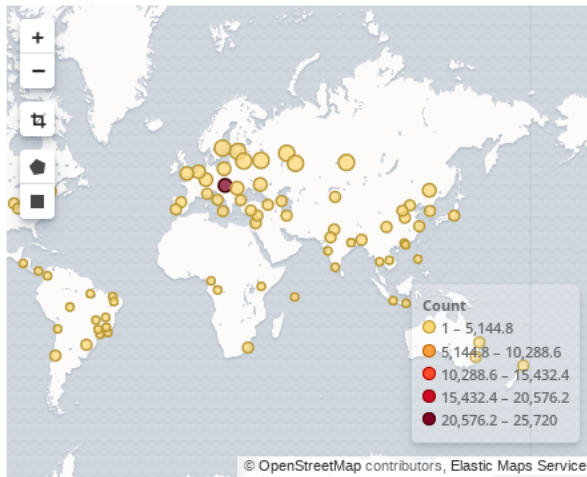 +
−
Count
1 – 5,144.8
5,144.8 – 10,288.6
10,288.6 – 15,432.4
15,432.4 – 20,576.2
20,576.2 – 25,720
© OpenStreetMap contributors, Elastic Maps Service